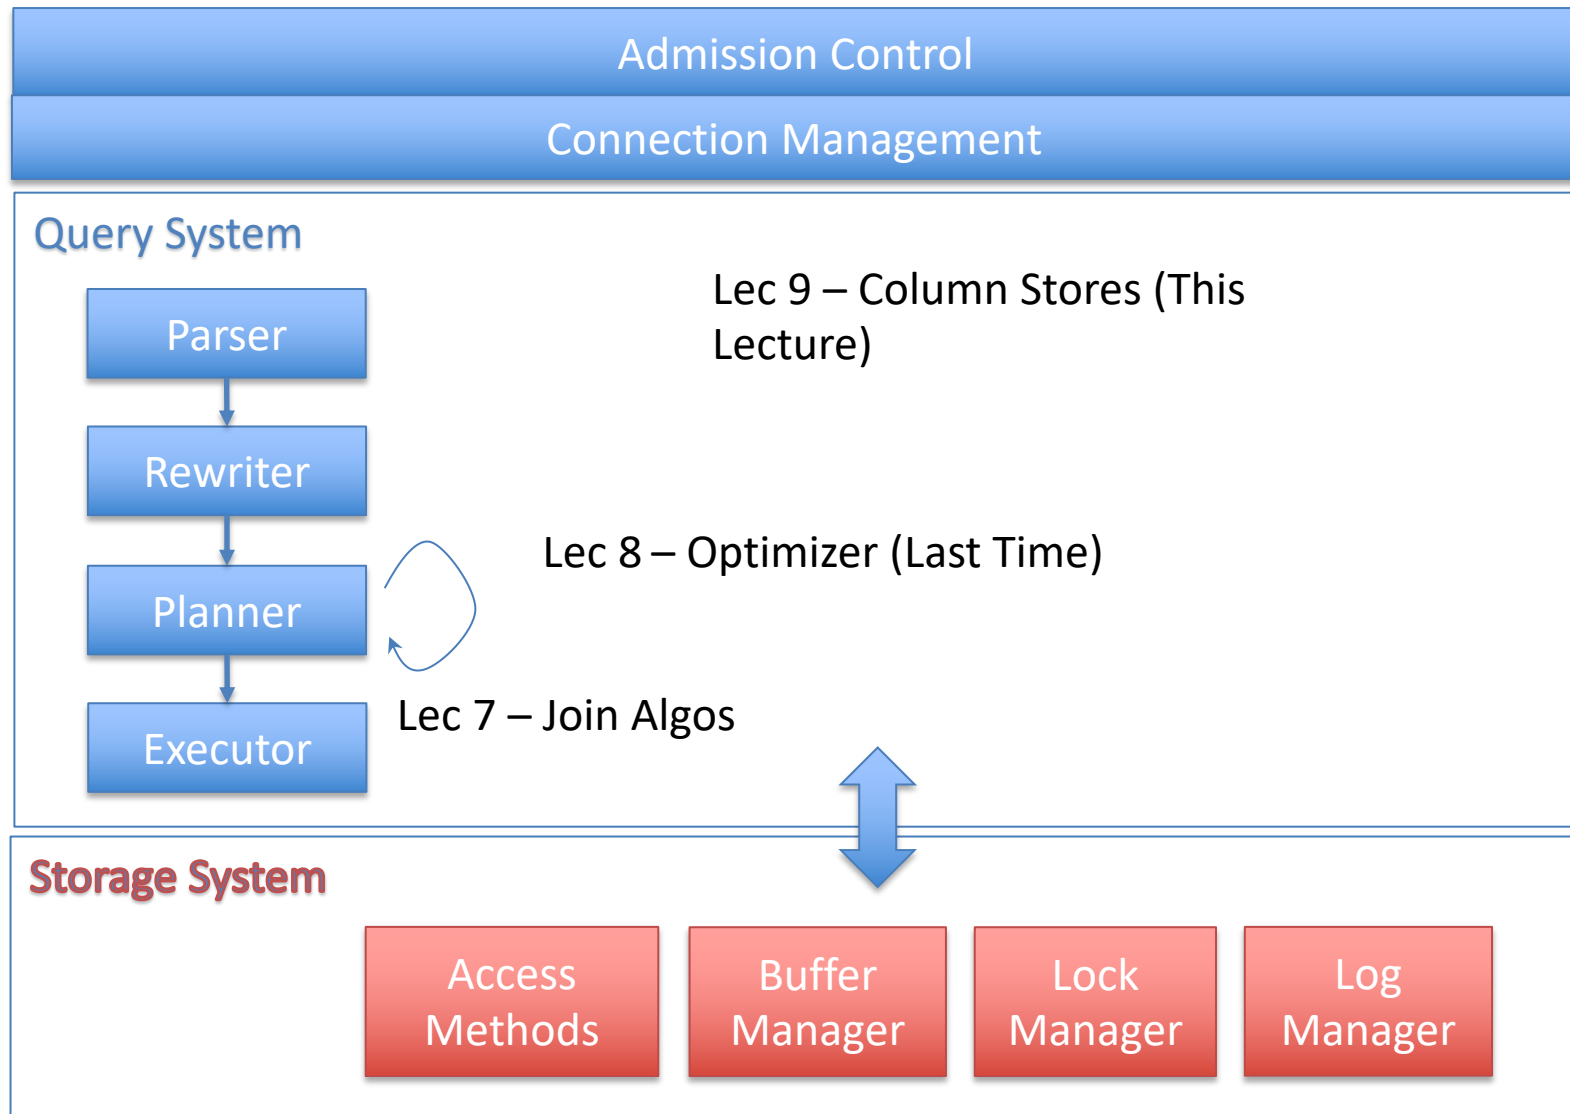 Admission Control
Connection Management
Query System
Lec 9 – Column Stores (This
Lecture)
Parser
Rewriter
Lec 8 – Optimizer (Last Time)
Planner
Lec 7 – Join Algos
Executor
Storage System
Access
Methods
Buffer
Manager
Lock
Manager
Log
Manager